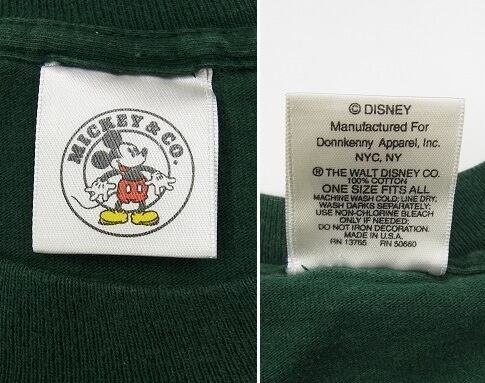 MICKEY & CO.
© DISNEY
Manufactured For
Donnkenny Apparel, Inc.
NYC, NY
® THE WALT DISNEY CO.
100% COTTON
ONE SIZE FITS ALL
MACHINE WASH COLD; LINE DRY.
WASH DARKS SEPARATELY;
USE NON-CHLORINE BLEACH
ONLY IF NEEDED;
DO NOT IRON DECORATION.
MADE IN U.S.A.
RN 13765 RN 50660